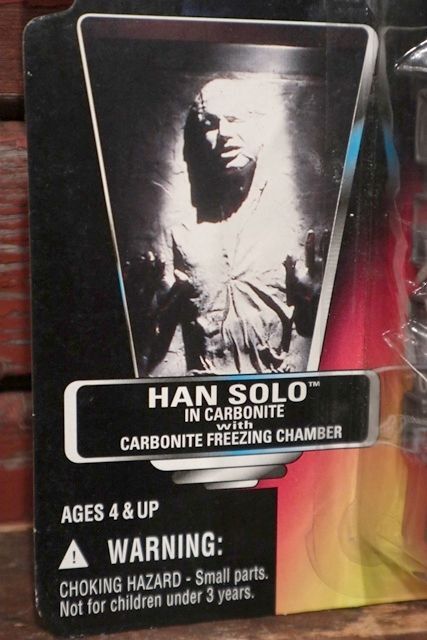 HAN SOLO™
IN CARBONITE
with
CARBONITE FREEZING CHAMBER
AGES 4 & UP
! WARNING:
CHOKING HAZARD - Small parts.
Not for children under 3 years.